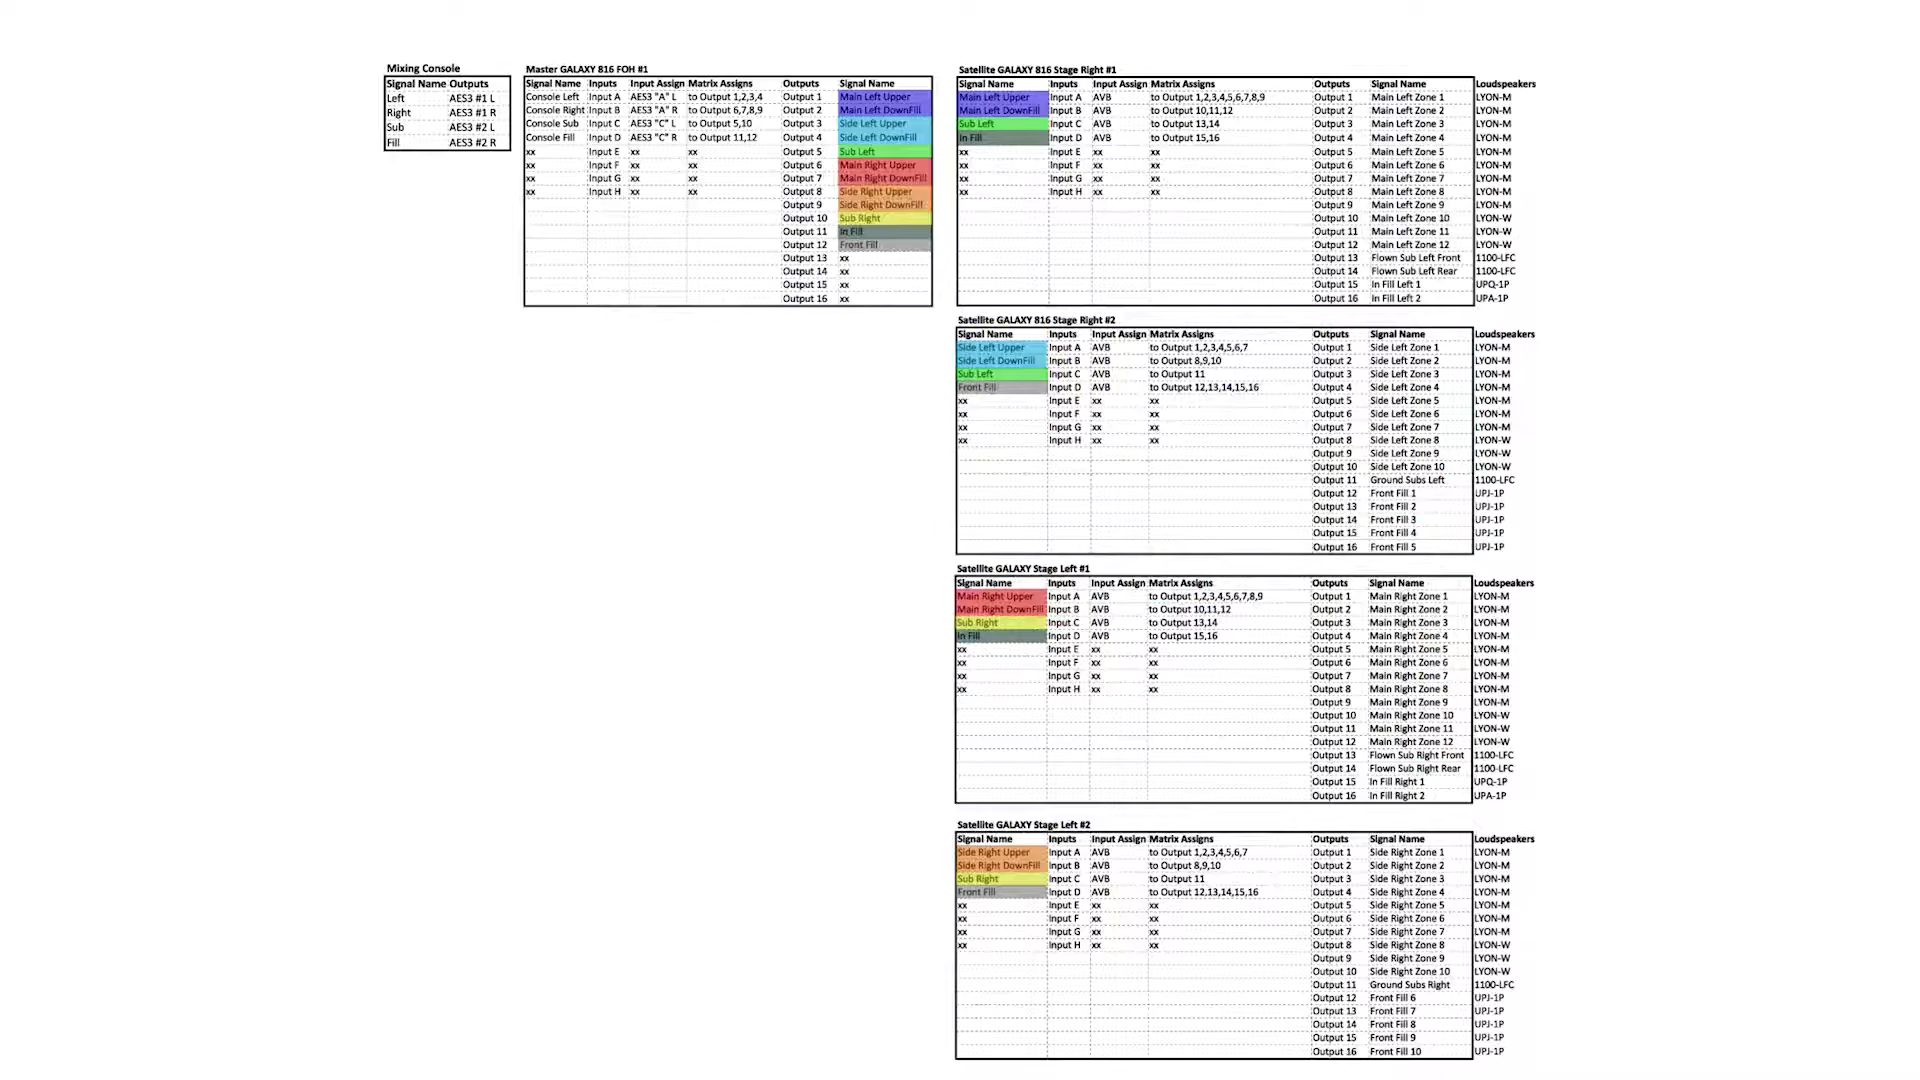 Mixing Console
Signal Name Outputs
Left AES3 #1 L
Right AES3 #1 R
Sub AES3 #2 L
Fill AES3 #2 R
Master GALAXY 816 FOH #1
Signal Name Inputs Input Assign Matrix Assigns Outputs Signal Name
Console Left Input A AES3 "A" L to Output 1,2,3,4 Output 1 Main Left Upper
Console Right Input B AES3 "A" R to Output 6,7,8,9 Output 2 Main Left DownFill
Console Sub Input C AES3 "C" L to Output 5,10 Output 3 Side Left Upper
Console Fill Input D AES3 "C" R to Output 11,12 Output 4 Side Left DownFill
xx Input E xx xx Output 5 Sub Left
xx Input F xx xx Output 6 Main Right Upper
xx Input G xx xx Output 7 Main Right DownFill
xx Input H xx xx Output 8 Side Right Upper
Output 9 Side Right DownFill
Output 10 Sub Right
Output 11 In Fill
Output 12 Front Fill
Output 13 xx
Output 14 xx
Output 15 xx
Output 16 xx
Satellite GALAXY 816 Stage Right #1
Signal Name Inputs Input Assign Matrix Assigns Outputs Signal Name Loudspeakers
Main Left Upper Input A AVB to Output 1,2,3,4,5,6,7,8,9 Output 1 Main Left Zone 1 LYON-M
Main Left DownFill Input B AVB to Output 10,11,12 Output 2 Main Left Zone 2 LYON-M
Sub Left Input C AVB to Output 13,14 Output 3 Main Left Zone 3 LYON-M
In Fill Input D AVB to Output 15,16 Output 4 Main Left Zone 4 LYON-M
xx Input E xx xx Output 5 Main Left Zone 5 LYON-M
xx Input F xx xx Output 6 Main Left Zone 6 LYON-M
xx Input G xx xx Output 7 Main Left Zone 7 LYON-M
xx Input H xx xx Output 8 Main Left Zone 8 LYON-M
Output 9 Main Left Zone 9 LYON-M
Output 10 Main Left Zone 10 LYON-W
Output 11 Main Left Zone 11 LYON-W
Output 12 Main Left Zone 12 LYON-W
Output 13 Flown Sub Left Front 1100-LFC
Output 14 Flown Sub Left Rear 1100-LFC
Output 15 In Fill Left 1 UPQ-1P
Output 16 In Fill Left 2 UPA-1P
Satellite GALAXY 816 Stage Right #2
Signal Name Inputs Input Assign Matrix Assigns Outputs Signal Name Loudspeakers
Side Left Upper Input A AVB to Output 1,2,3,4,5,6,7 Output 1 Side Left Zone 1 LYON-M
Side Left DownFill Input B AVB to Output 8,9,10 Output 2 Side Left Zone 2 LYON-M
Sub Left Input C AVB to Output 11 Output 3 Side Left Zone 3 LYON-M
Front Fill Input D AVB to Output 12,13,14,15,16 Output 4 Side Left Zone 4 LYON-M
xx Input E xx xx Output 5 Side Left Zone 5 LYON-M
xx Input F xx xx Output 6 Side Left Zone 6 LYON-M
xx Input G xx xx Output 7 Side Left Zone 7 LYON-M
xx Input H xx xx Output 8 Side Left Zone 8 LYON-W
Output 9 Side Left Zone 9 LYON-W
Output 10 Side Left Zone 10 LYON-W
Output 11 Ground Subs Left 1100-LFC
Output 12 Front Fill 1 UPJ-1P
Output 13 Front Fill 2 UPJ-1P
Output 14 Front Fill 3 UPJ-1P
Output 15 Front Fill 4 UPJ-1P
Output 16 Front Fill 5 UPJ-1P
Satellite GALAXY Stage Left #1
Signal Name Inputs Input Assign Matrix Assigns Outputs Signal Name Loudspeakers
Main Right Upper Input A AVB to Output 1,2,3,4,5,6,7,8,9 Output 1 Main Right Zone 1 LYON-M
Main Right DownFill Input B AVB to Output 10,11,12 Output 2 Main Right Zone 2 LYON-M
Sub Right Input C AVB to Output 13,14 Output 3 Main Right Zone 3 LYON-M
In Fill Input D AVB to Output 15,16 Output 4 Main Right Zone 4 LYON-M
xx Input E xx xx Output 5 Main Right Zone 5 LYON-M
xx Input F xx xx Output 6 Main Right Zone 6 LYON-M
xx Input G xx xx Output 7 Main Right Zone 7 LYON-M
xx Input H xx xx Output 8 Main Right Zone 8 LYON-M
Output 9 Main Right Zone 9 LYON-M
Output 10 Main Right Zone 10 LYON-W
Output 11 Main Right Zone 11 LYON-W
Output 12 Main Right Zone 12 LYON-W
Output 13 Flown Sub Right Front 1100-LFC
Output 14 Flown Sub Right Rear 1100-LFC
Output 15 In Fill Right 1 UPQ-1P
Output 16 In Fill Right 2 UPA-1P
Satellite GALAXY Stage Left #2
Signal Name Inputs Input Assign Matrix Assigns Outputs Signal Name Loudspeakers
Side Right Upper Input A AVB to Output 1,2,3,4,5,6,7 Output 1 Side Right Zone 1 LYON-M
Side Right DownFill Input B AVB to Output 8,9,10 Output 2 Side Right Zone 2 LYON-M
Sub Right Input C AVB to Output 11 Output 3 Side Right Zone 3 LYON-M
Front Fill Input D AVB to Output 12,13,14,15,16 Output 4 Side Right Zone 4 LYON-M
xx Input E xx xx Output 5 Side Right Zone 5 LYON-M
xx Input F xx xx Output 6 Side Right Zone 6 LYON-M
xx Input G xx xx Output 7 Side Right Zone 7 LYON-M
xx Input H xx xx Output 8 Side Right Zone 8 LYON-W
Output 9 Side Right Zone 9 LYON-W
Output 10 Side Right Zone 10 LYON-W
Output 11 Ground Subs Right 1100-LFC
Output 12 Front Fill 6 UPJ-1P
Output 13 Front Fill 7 UPJ-1P
Output 14 Front Fill 8 UPJ-1P
Output 15 Front Fill 9 UPJ-1P
Output 16 Front Fill 10 UPJ-1P